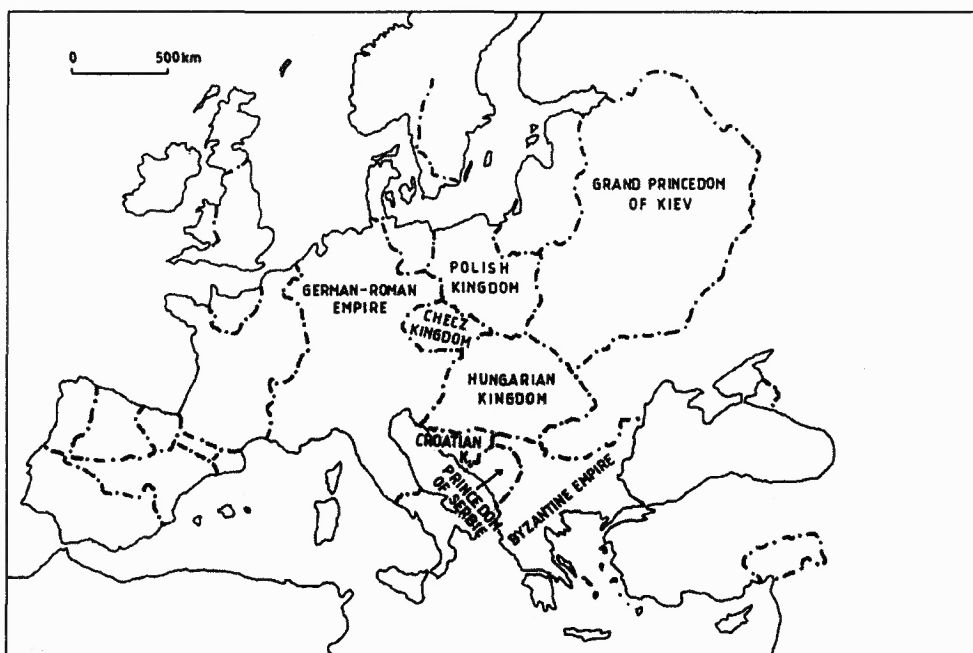 0 500km
GRAND PRINCEDOM
OF KIEV
POLISH
KINGDOM
GERMAN-ROMAN
EMPIRE
CHECZ
KINGDOM
HUNGARIAN
KINGDOM
CROATIAN
K.
PRINCEDOM
OF SERBIE
BYZANTINE EMPIRE